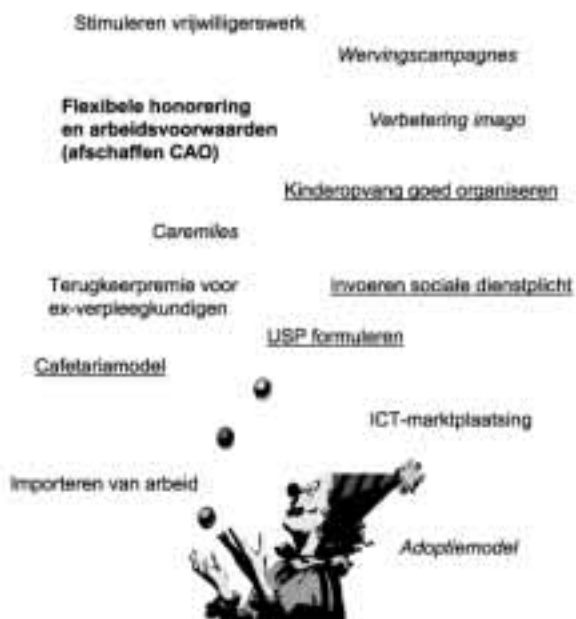 Stimuleren vrijwilligerswerk
Wervingscampagnes
Flexibele honorering
en arbeidsvoorwaarden
(afschaffen CAO)
Verbetering imago
Kinderopvang goed organiseren
Caremiles
Terugkeerpremie voor
ex-verpleegkundigen
Invoeren sociale dienstplicht
USP formuleren
Cafetariamodel
ICT-marktplaatsing
Importeren van arbeid
Adoptiemodel